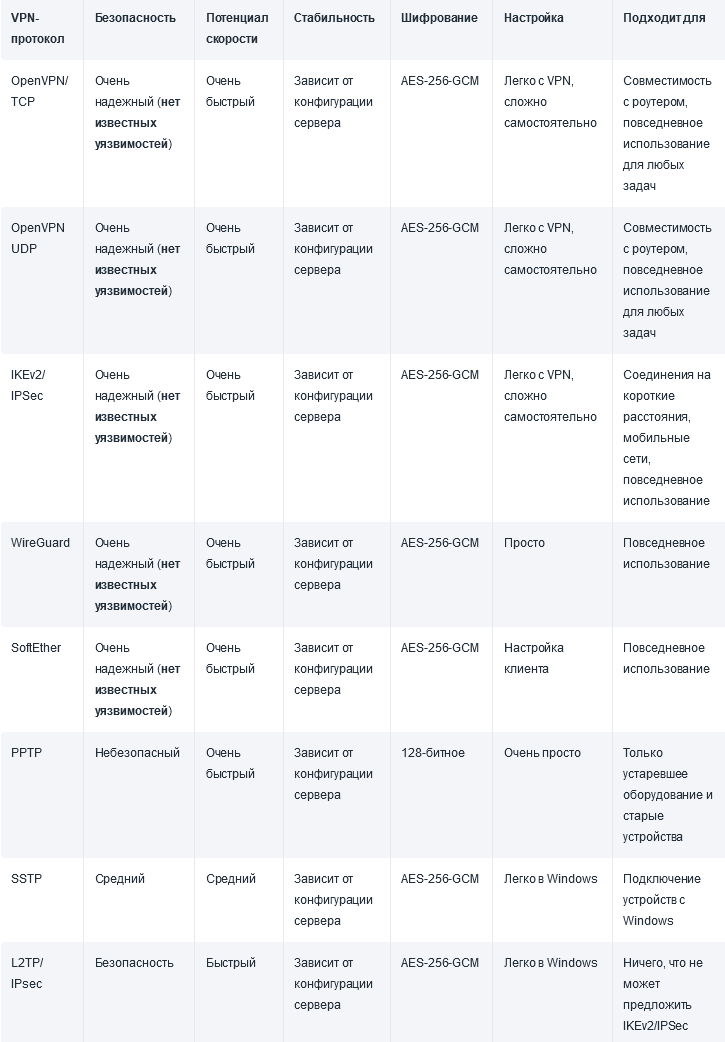 VPN-протокол
Безопасность
Потенциал скорости
Стабильность
Шифрование
Настройка
Подходит для
OpenVPN/
TCP
Очень
надежный (нет
известных
уязвимостей)
Очень
быстрый
Зависит от
конфигурации
сервера
AES-256-GCM
Легко с VPN,
сложно
самостоятельно
Совместимость
с роутером,
повседневное
использование
для любых
задач
OpenVPN
UDP
Очень
надежный (нет
известных
уязвимостей)
Очень
быстрый
Зависит от
конфигурации
сервера
AES-256-GCM
Легко с VPN,
сложно
самостоятельно
Совместимость
с роутером,
повседневное
использование
для любых
задач
IKEv2/
IPSec
Очень
надежный (нет
известных
уязвимостей)
Очень
быстрый
Зависит от
конфигурации
сервера
AES-256-GCM
Легко с VPN,
сложно
самостоятельно
Соединения на
короткие
расстояния,
мобильные
сети,
повседневное
использование
WireGuard
Очень
надежный (нет
известных
уязвимостей)
Очень
быстрый
Зависит от
конфигурации
сервера
AES-256-GCM
Просто
Повседневное
использование
SoftEther
Очень
надежный (нет
известных
уязвимостей)
Очень
быстрый
Зависит от
конфигурации
сервера
AES-256-GCM
Настройка
клиента
Повседневное
использование
PPTP
Небезопасный
Очень
быстрый
Зависит от
конфигурации
сервера
128-битное
Очень просто
Только
устаревшее
оборудование и
старые
устройства
SSTP
Средний
Средний
Зависит от
конфигурации
сервера
AES-256-GCM
Легко в Windows
Подключение
устройств с
Windows
L2TP/
IPsec
Безопасность
Быстрый
Зависит от
конфигурации
сервера
AES-256-GCM
Легко в Windows
Ничего, что не
может
предложить
IKEv2/IPSec